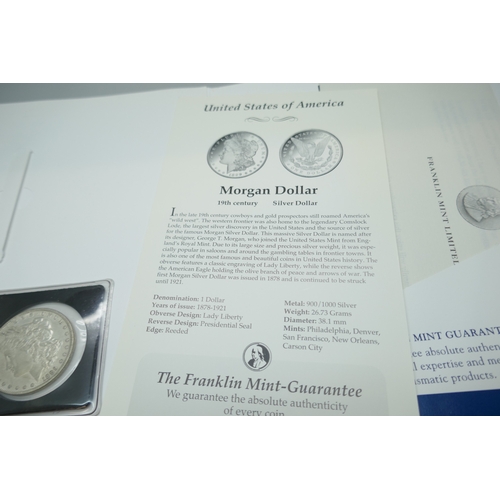 United States of America
Morgan Dollar
19th century Silver Dollar
In the late 19th century cowboys and gold prospectors still roamed America's
"wild west". The western frontier was also home to the legendary Comstock
Lode, the largest silver discovery in the United States and the source of silver
for the famous Morgan Silver Dollar. This massive Silver Dollar is named after
its designer, George T. Morgan, who joined the United States Mint from Eng-
land's Royal Mint. Due to its large size and precious silver weight, it was espe-
cially popular in saloons and around the gambling tables in frontier towns. It
is also one of the most famous and beautiful coins in United States history. The
obverse features a classic engraving of Lady Liberty, while the reverse shows
the American Eagle holding the olive branch of peace and arrows of war. The
first Morgan Silver Dollar was issued in 1878 and is continued to be struck
until 1921.
Denomination: 1 Dollar
Years of issue: 1878-1921
Obverse Design: Lady Liberty
Reverse Design: Presidential Seal
Edge: Reeded
Metal: 900/1000 Silver
Weight: 26.73 Grams
Diameter: 38.1 mm
Mints: Philadelphia, Denver,
San Francisco, New Orleans,
Carson City
The Franklin Mint-Guarantee
We guarantee the absolute authenticity
of every coin
FRANKLIN MINT LIMITED
MINT GUARANT
ee absolute authen
l expertise and m
ismatic products.